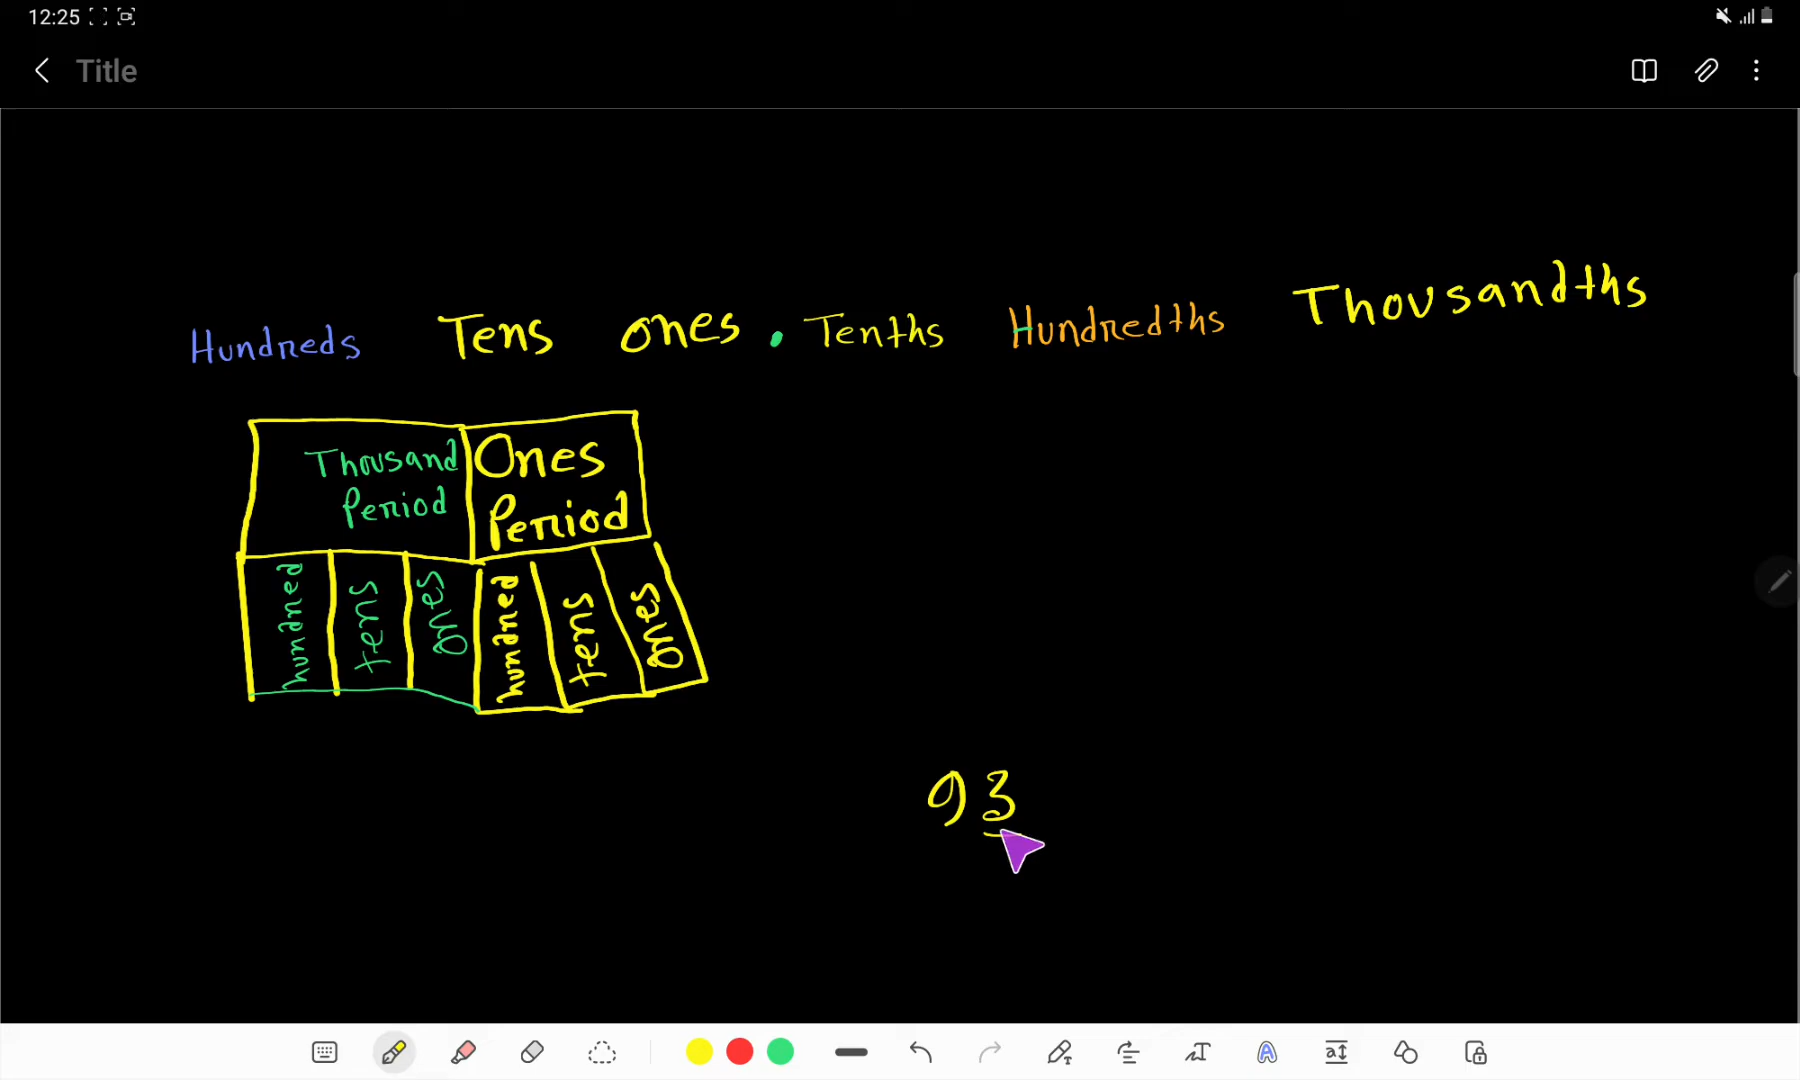 12:25
Title
Hundreds Tens ones . Tenths Hundredths Thousandths
Thousand Period
Ones Period
hundred tens ones hundred tens ones
93